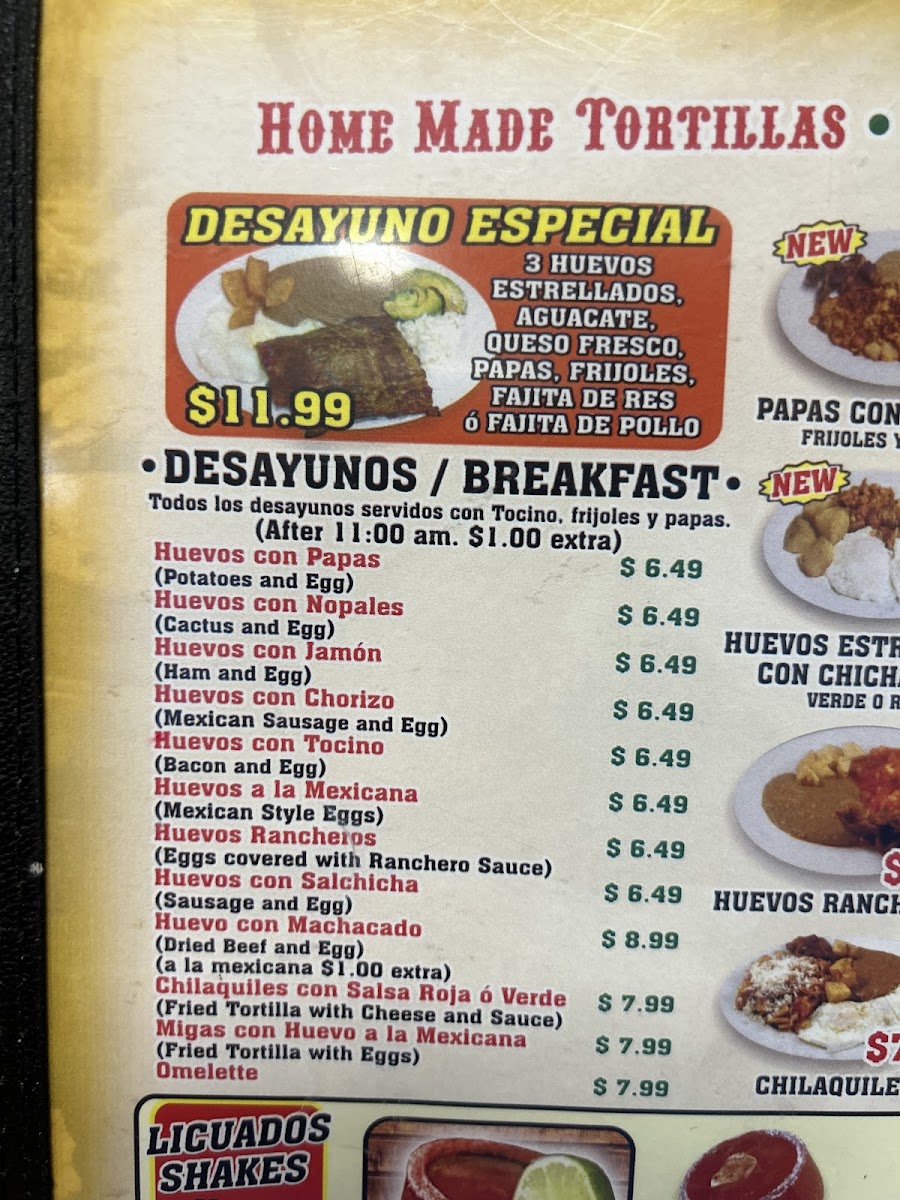 HOME MADE TORTILLAS •
DESAYUNO ESPECIAL
3 HUEVOS
ESTRELLADOS,
AGUACATE,
QUESO FRESCO,
PAPAS, FRIJOLES,
FAJITA DE RES
ó FAJITA DE POLLO
$11.99
•DESAYUNOS / BREAKFAST•
Todos los desayunos servidos con Tocino, frijoles y papas.
(After 11:00 am. $1.00 extra)
Huevos con Papas $ 6.49
(Potatoes and Egg)
Huevos con Nopales $ 6.49
(Cactus and Egg)
Huevos con Jamón $ 6.49
(Ham and Egg)
Huevos con Chorizo $ 6.49
(Mexican Sausage and Egg)
Huevos con Tocino $ 6.49
(Bacon and Egg)
Huevos a la Mexicana $ 6.49
(Mexican Style Eggs)
Huevos Rancheros $ 6.49
(Eggs covered with Ranchero Sauce)
Huevos con Salchicha $ 6.49
(Sausage and Egg)
Huevo con Machacado $ 8.99
(Dried Beef and Egg)
(a la mexicana $1.00 extra)
Chilaquiles con Salsa Roja ó Verde $ 7.99
(Fried Tortilla with Cheese and Sauce)
Migas con Huevo a la Mexicana $ 7.99
(Fried Tortilla with Eggs)
Omelette $ 7.99
NEW
PAPAS CON
FRIJOLES Y
NEW
HUEVOS ESTR
CON CHICH
VERDE O R
$
HUEVOS RANCH
$7
CHILAQUILE
LICUADOS
SHAKES